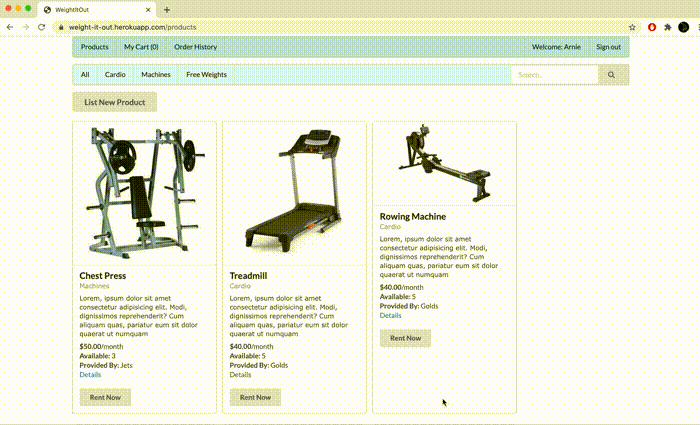 WeightItOut
weight-it-out.herokuapp.com/products
Products My Cart (0) Order History Welcome: Arnie Sign out
All Cardio Machines Free Weights Search..
List New Product
Chest Press
Machines
Lorem, ipsum dolor sit amet
consectetur adipisicing elit. Modi,
dignissimos reprehenderit? Cum
aliquam quas, pariatur eum sit dolor
quaerat ut numquam
$50.00/month
Available: 3
Provided By: Jets
Details
Rent Now
Treadmill
Cardio
Lorem, ipsum dolor sit amet
consectetur adipisicing elit. Modi,
dignissimos reprehenderit? Cum
aliquam quas, pariatur eum sit dolor
quaerat ut numquam
$40.00/month
Available: 5
Provided By: Golds
Details
Rent Now
Rowing Machine
Cardio
Lorem, ipsum dolor sit amet
consectetur adipisicing elit. Modi,
dignissimos reprehenderit? Cum
aliquam quas, pariatur eum sit dolor
quaerat ut numquam
$40.00/month
Available: 5
Provided By: Golds
Details
Rent Now